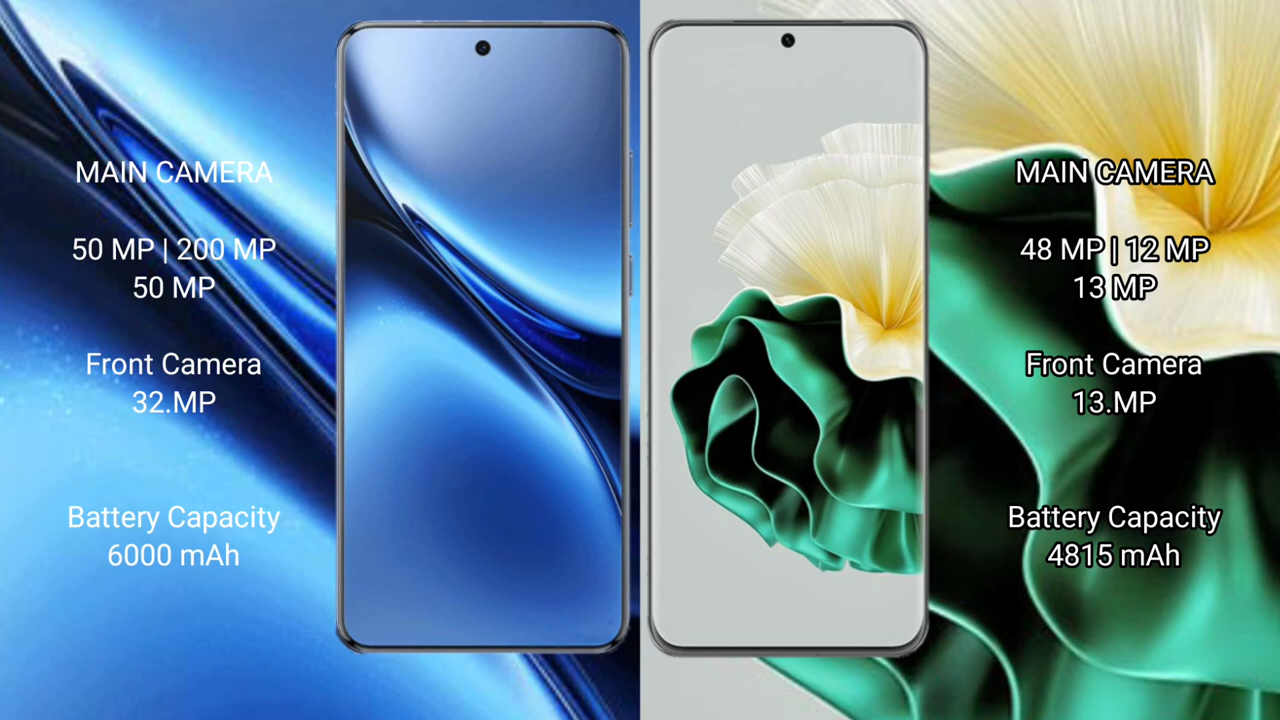 MAIN CAMERA
50 MP | 200 MP
50 MP
Front Camera
32.MP
Battery Capacity
6000 mAh
MAIN CAMERA
48 MP | 12 MP
13 MP
Front Camera
13.MP
Battery Capacity
4815 mAh